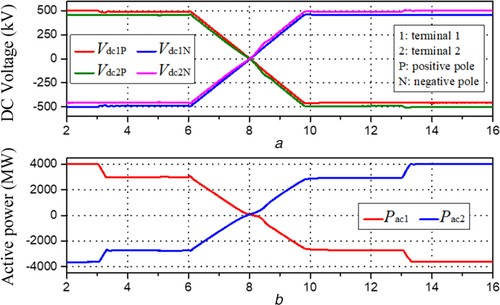 DC Voltage (kV)
500
250
0
-250
-500
Vdc1P Vdc1N
Vdc2P Vdc2N
1: terminal 1
2: terminal 2
P: positive pole
N: negative pole
2 4 6 8 10 12 14 16
a
Active power (MW)
4000
2000
0
-2000
-4000
Pac1 Pac2
2 4 6 8 10 12 14 16
b